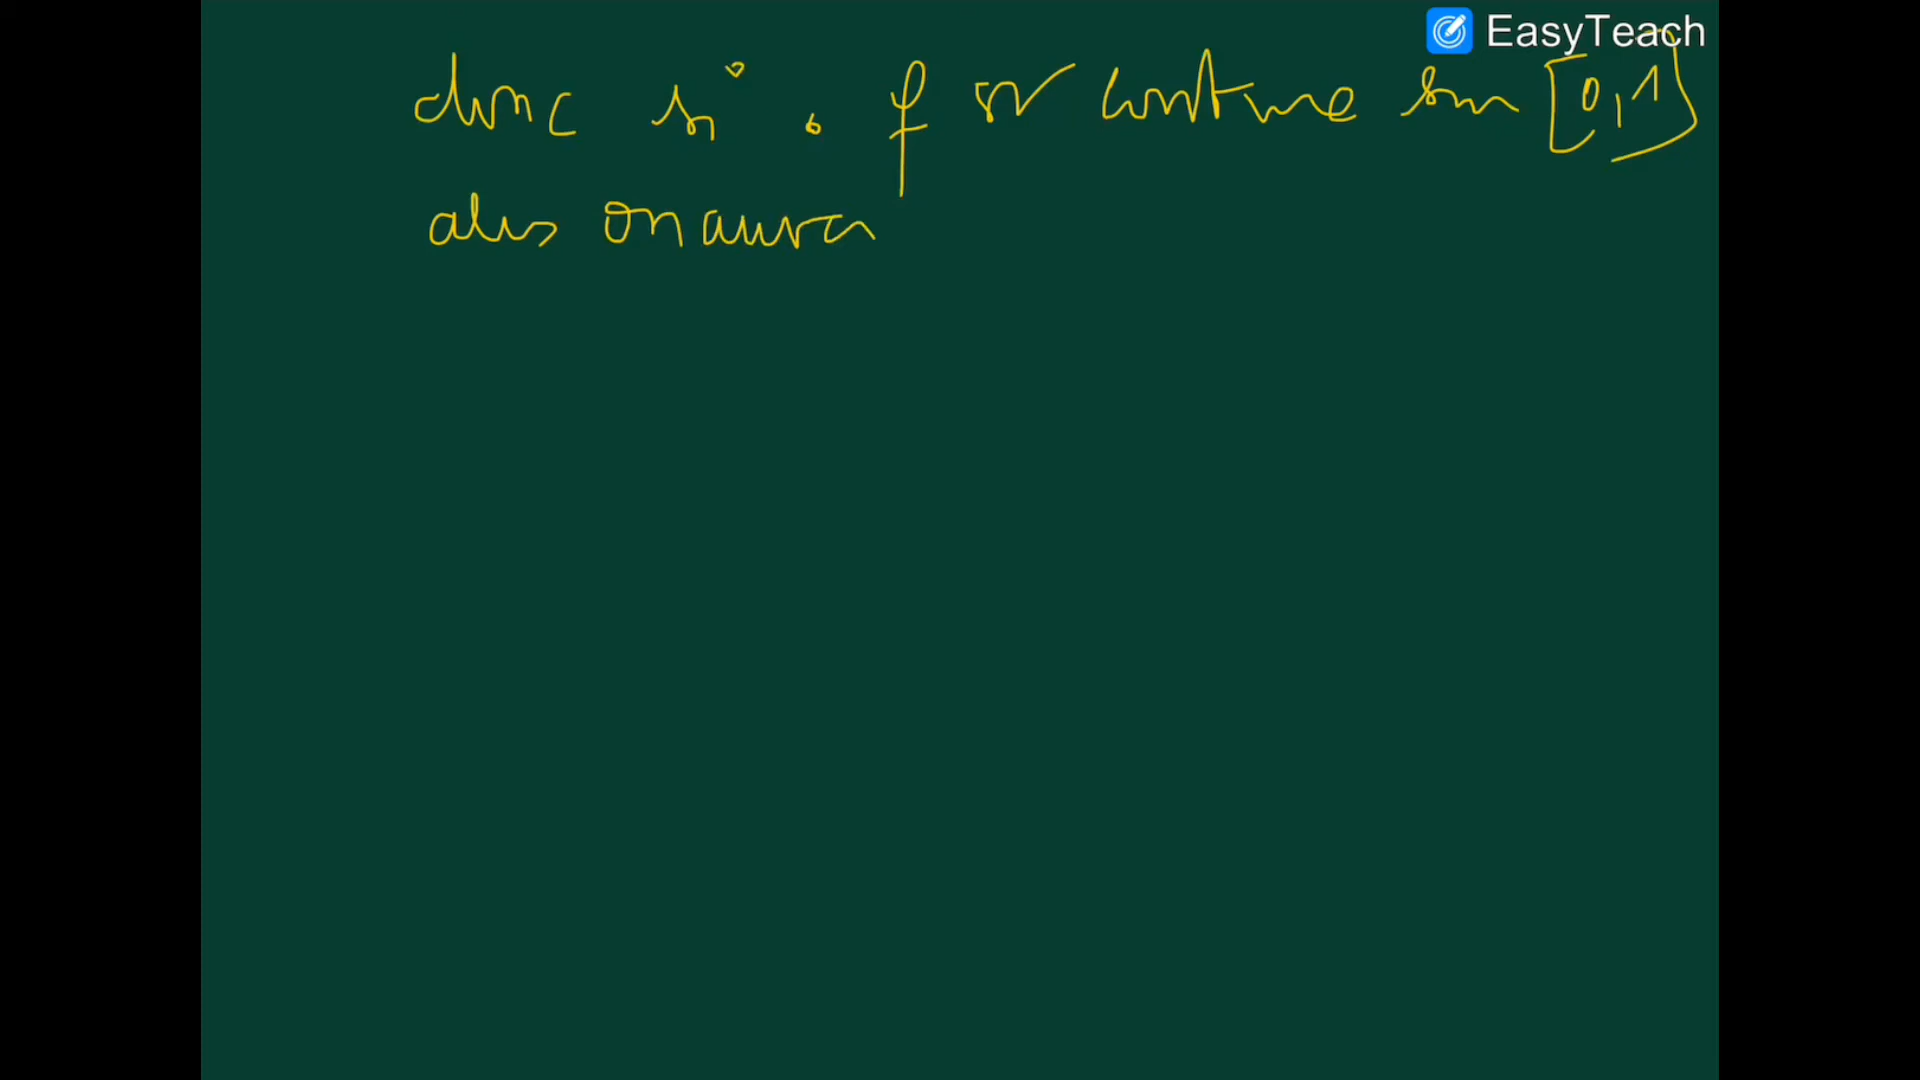 EasyTeach
donc si . f est continue sur [0,1]
alors on aura